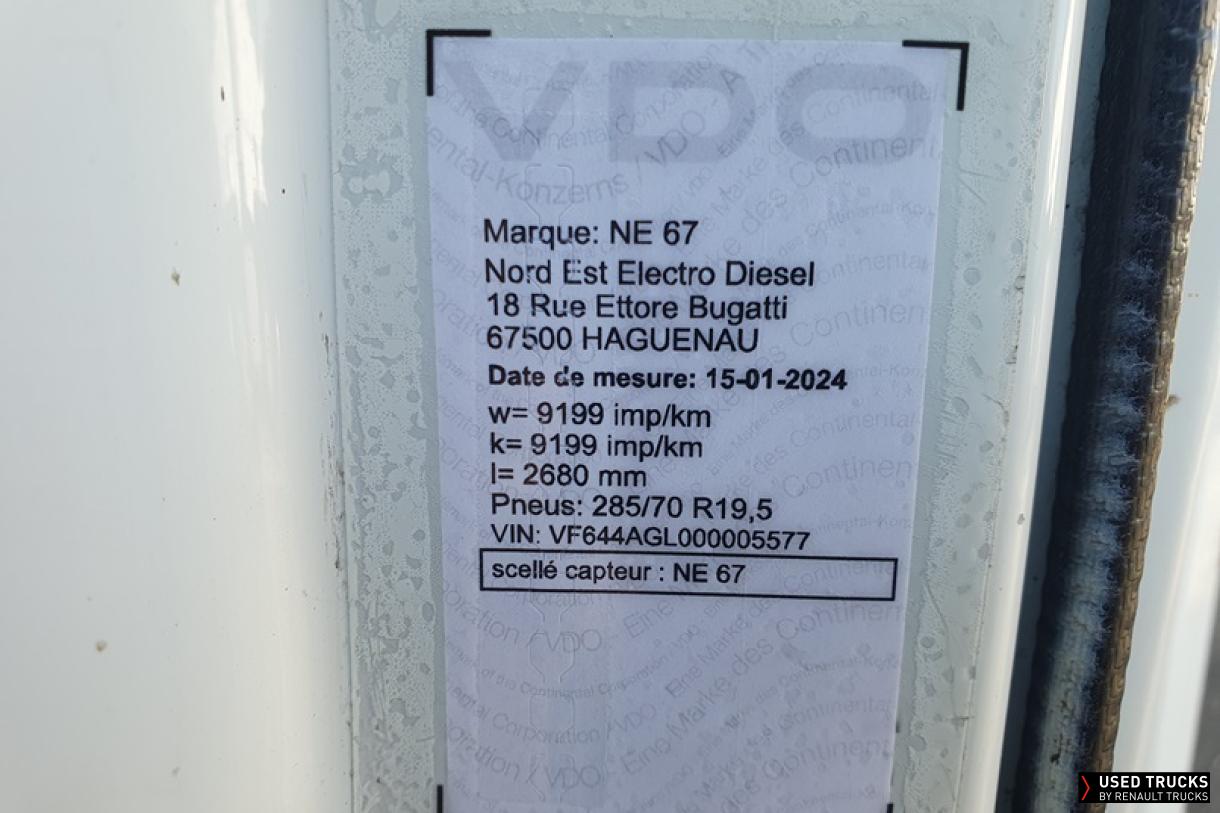 VDO
Marque: NE 67
Nord Est Electro Diesel
18 Rue Ettore Bugatti
67500 HAGUENAU
Date de mesure: 15-01-2024
w= 9199 imp/km
k= 9199 imp/km
l= 2680 mm
Pneus: 285/70 R19,5
VIN: VF644AGL000005577
scellé capteur : NE 67
USED TRUCKS
BY RENAULT TRUCKS